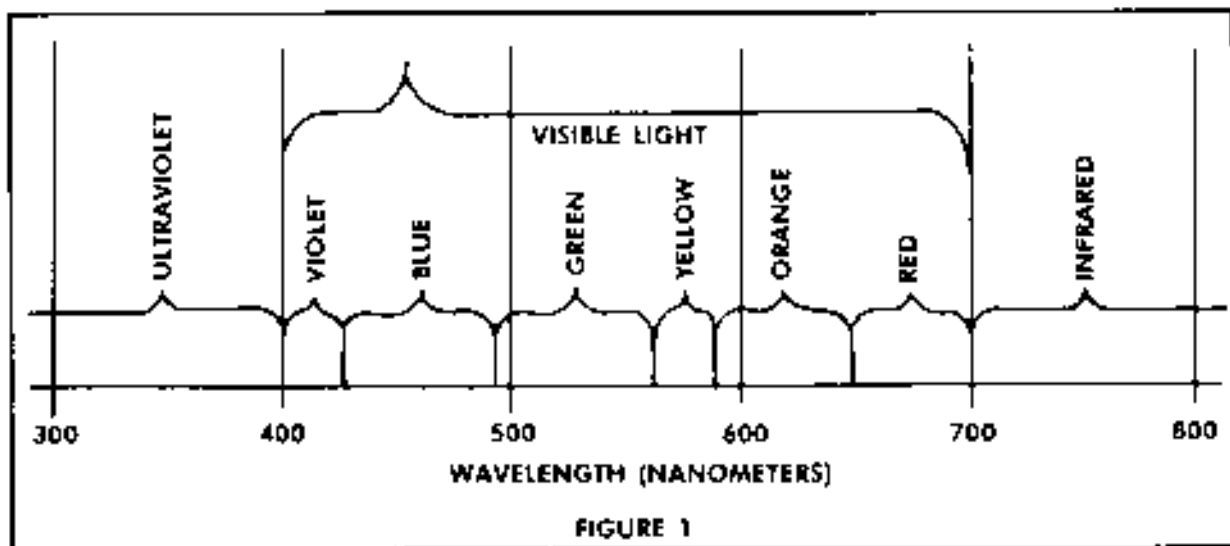 VISIBLE LIGHT
ULTRAVIOLET
VIOLET
BLUE
GREEN
YELLOW
ORANGE
RED
INFRARED
300 400 500 600 700 800
WAVELENGTH (NANOMETERS)
FIGURE 1